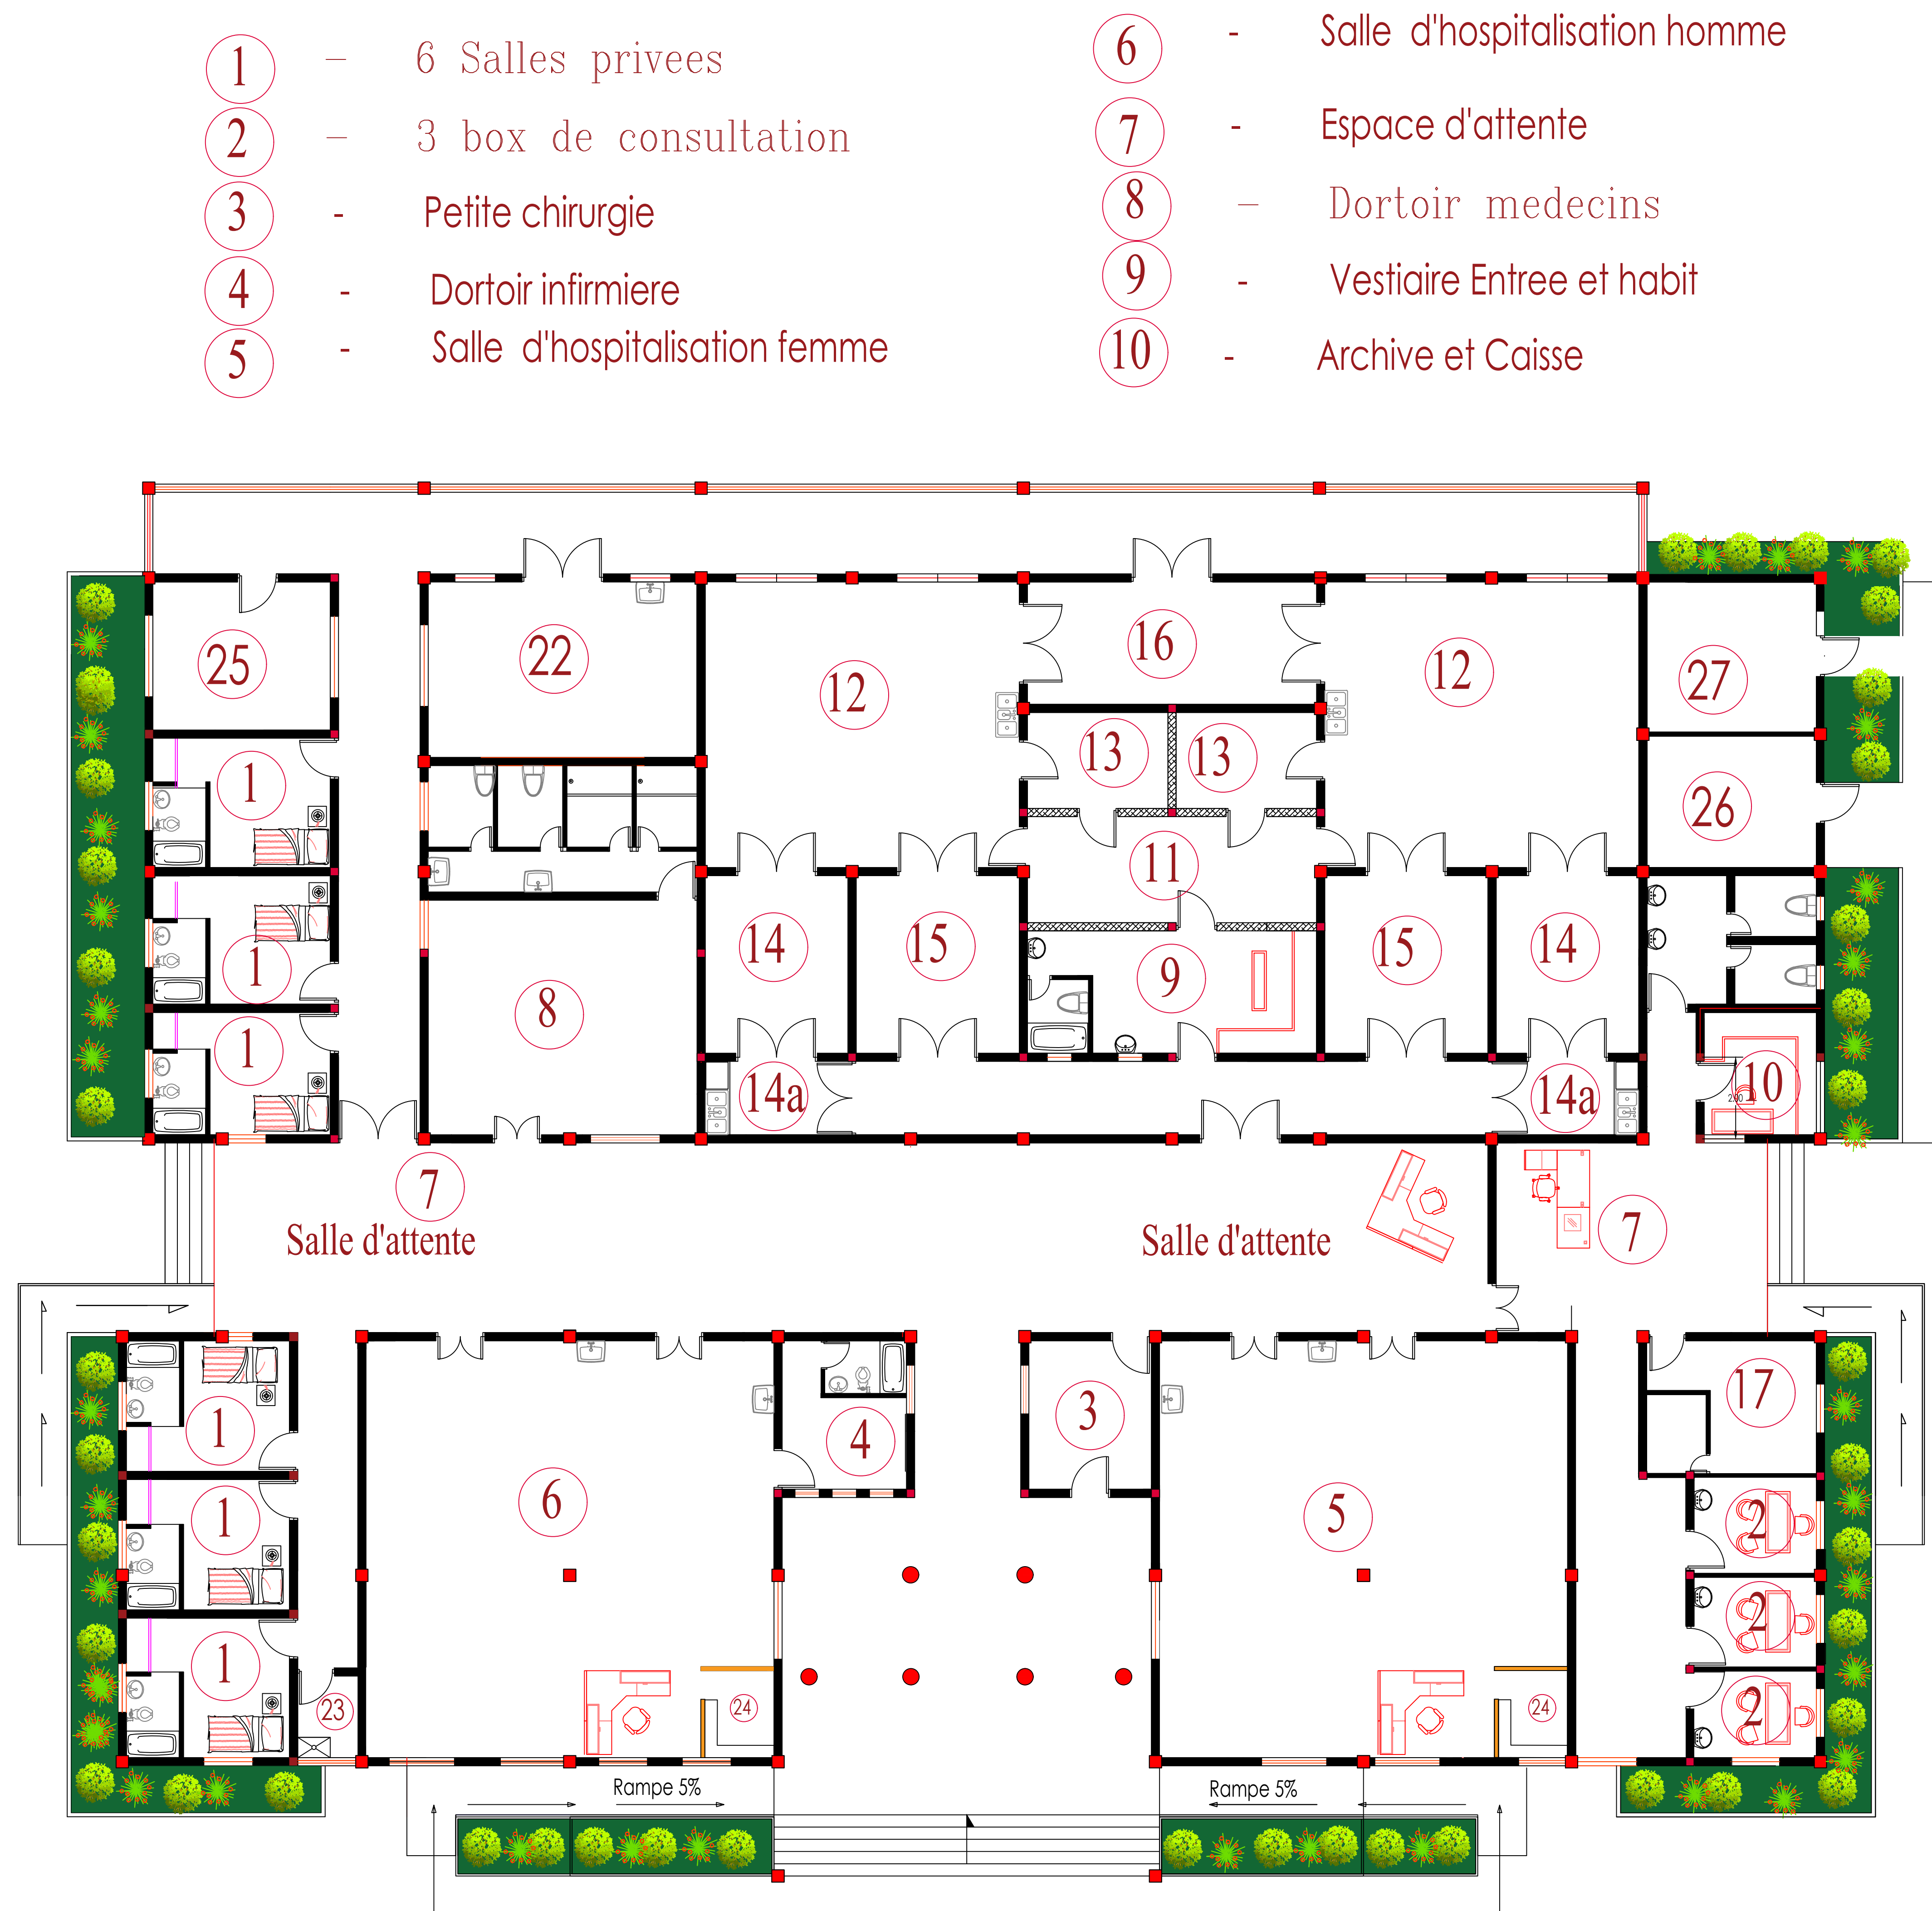 1 – 6 Salles privees
2 – 3 box de consultation
3 - Petite chirurgie
4 - Dortoir infirmiere
5 - Salle d'hospitalisation femme
6 - Salle d'hospitalisation homme
7 - Espace d'attente
8 – Dortoir medecins
9 - Vestiaire Entree et habit
10 - Archive et Caisse
25 22 12 16 12 27
13 13
1 26
11
1 14 15 9 15 14
1 8
14a 14a 10
2.00
7 7
Salle d'attente Salle d'attente
1 4 3 17
1 6 5 2
1 2
23 24 24 2
Rampe 5% Rampe 5%